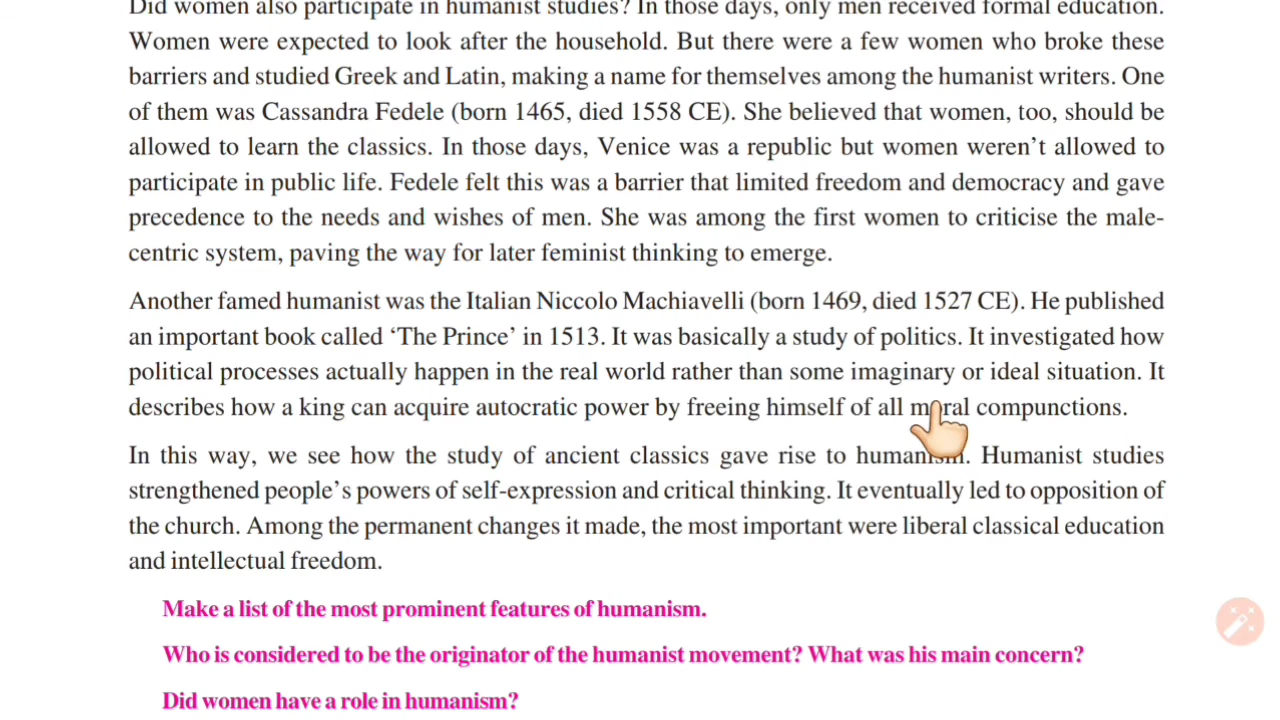 Did women also participate in humanist studies? In those days, only men received formal education.
Women were expected to look after the household. But there were a few women who broke these
barriers and studied Greek and Latin, making a name for themselves among the humanist writers. One
of them was Cassandra Fedele (born 1465, died 1558 CE). She believed that women, too, should be
allowed to learn the classics. In those days, Venice was a republic but women weren’t allowed to
participate in public life. Fedele felt this was a barrier that limited freedom and democracy and gave
precedence to the needs and wishes of men. She was among the first women to criticise the male-
centric system, paving the way for later feminist thinking to emerge.
Another famed humanist was the Italian Niccolo Machiavelli (born 1469, died 1527 CE). He published
an important book called ‘The Prince’ in 1513. It was basically a study of politics. It investigated how
political processes actually happen in the real world rather than some imaginary or ideal situation. It
describes how a king can acquire autocratic power by freeing himself of all moral compunctions.
In this way, we see how the study of ancient classics gave rise to humanism. Humanist studies
strengthened people’s powers of self-expression and critical thinking. It eventually led to opposition of
the church. Among the permanent changes it made, the most important were liberal classical education
and intellectual freedom.
Make a list of the most prominent features of humanism.
Who is considered to be the originator of the humanist movement? What was his main concern?
Did women have a role in humanism?